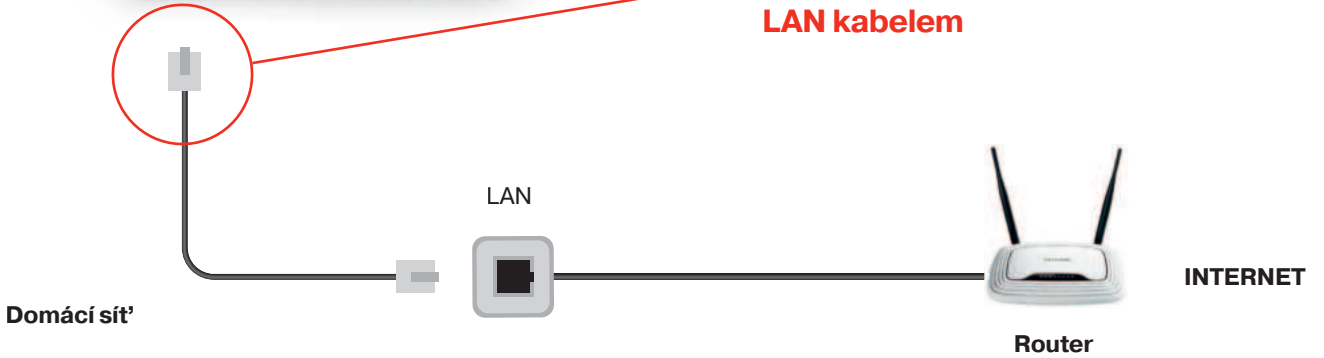 LAN kabelem
LAN
INTERNET
Domácí sít’
Router